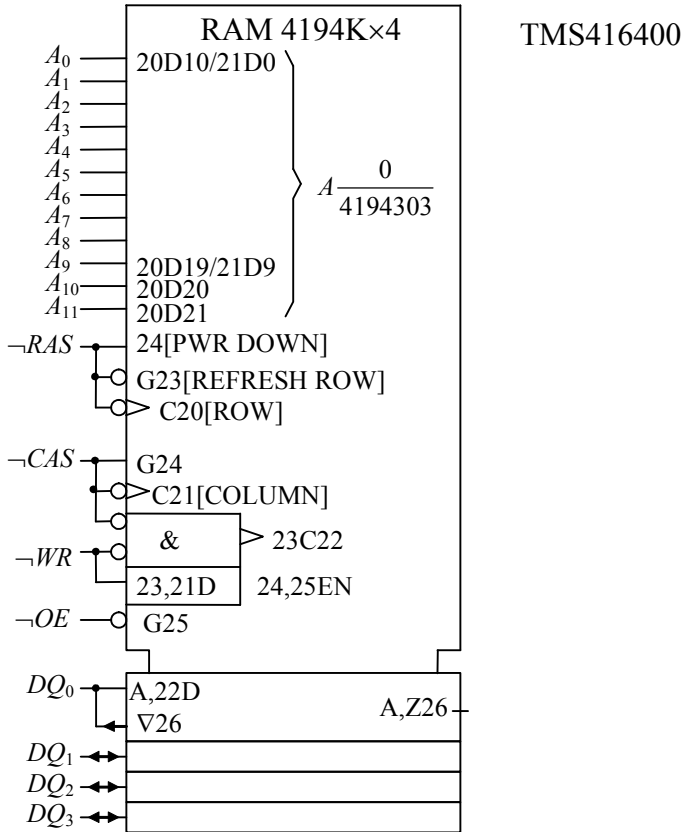 RAM 4194K×4
TMS416400
A₀ 20D10/21D0
A₁
A₂
A₃
A₄
A₅
A₆
A 0/4194303
A₇
A₈
A₉ 20D19/21D9
A₁₀ 20D20
A₁₁ 20D21
¬RAS 24[PWR DOWN]
G23[REFRESH ROW]
C20[ROW]
¬CAS G24
C21[COLUMN]
& 23C22
¬WR
23,21D 24,25EN
¬OE G25
DQ₀ A,22D
A,Z26
∇26
DQ₁
DQ₂
DQ₃